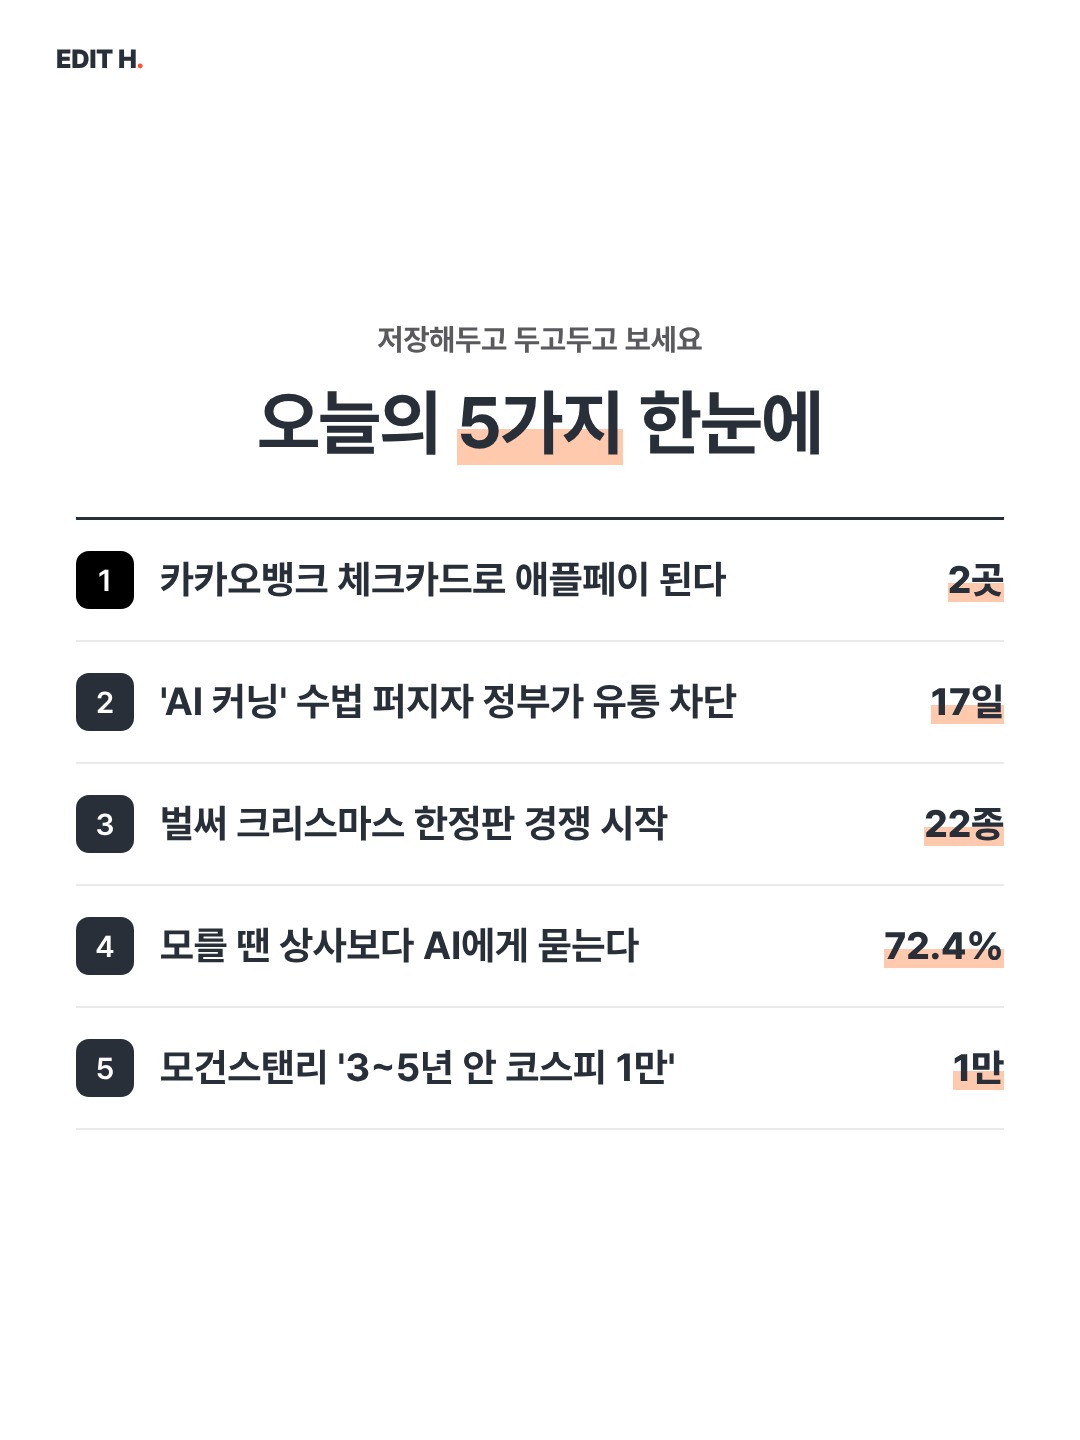 EDIT H.
저장해두고 두고두고 보세요
오늘의 5가지 한눈에
1 카카오뱅크 체크카드로 애플페이 된다 2곳
2 'AI 커닝' 수법 퍼지자 정부가 유통 차단 17일
3 벌써 크리스마스 한정판 경쟁 시작 22종
4 모를 땐 상사보다 AI에게 묻는다 72.4%
5 모건스탠리 '3~5년 안 코스피 1만' 1만